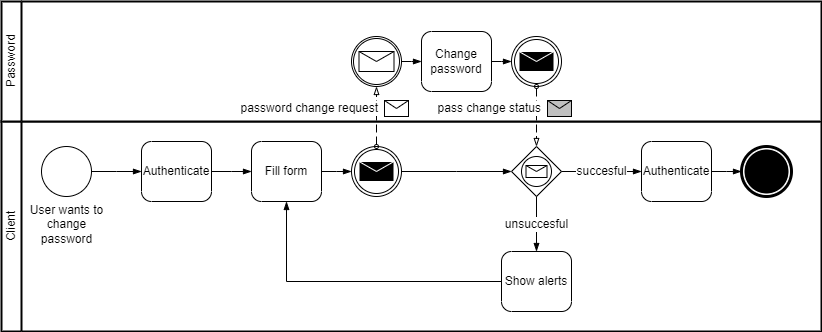 Password
Change
password
password change request
pass change status
Client
User wants to
change
password
Authenticate
Fill form
succesful
Authenticate
unsuccesful
Show alerts